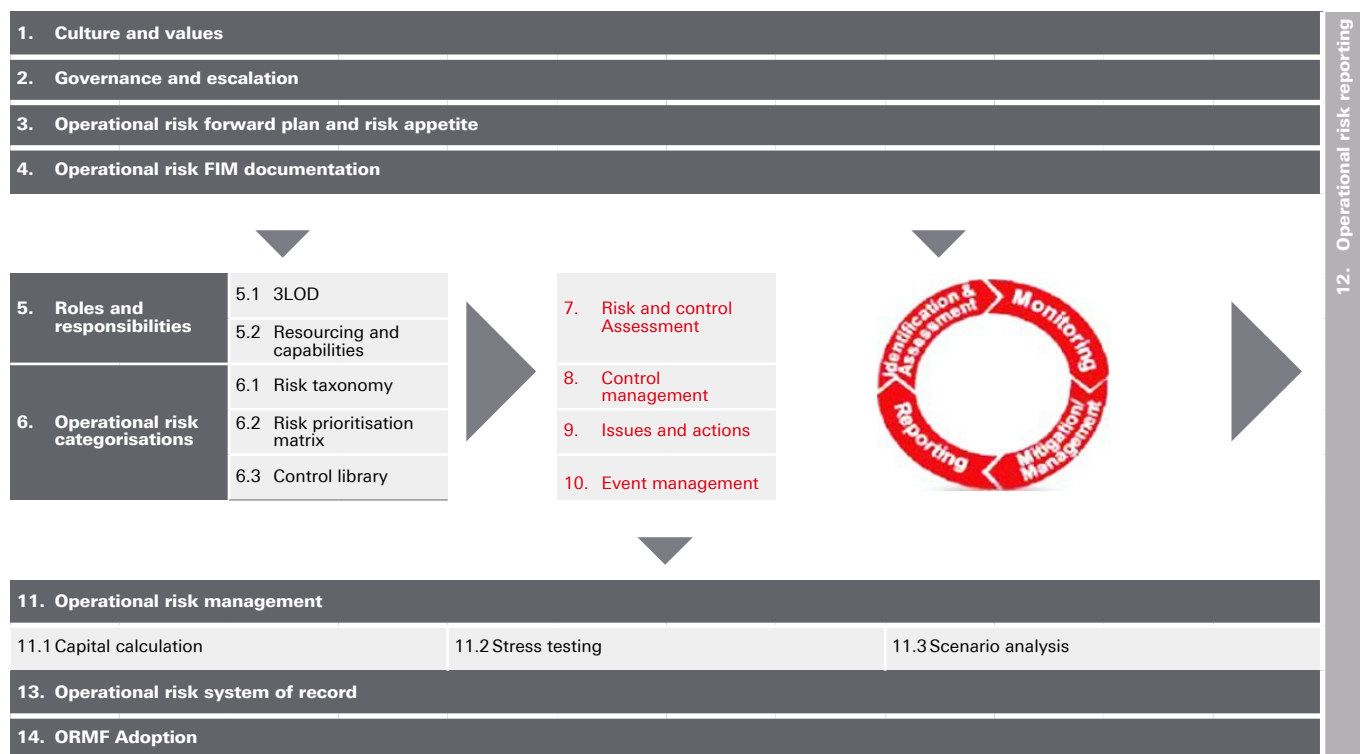 1. Culture and values
2. Governance and escalation
3. Operational risk forward plan and risk appetite
4. Operational risk FIM documentation
5. Roles and
responsibilities
5.1 3LOD
5.2 Resourcing and
capabilities
6. Operational risk
categorisations
6.1 Risk taxonomy
6.2 Risk prioritisation
matrix
6.3 Control library
7. Risk and control
Assessment
8. Control
management
9. Issues and actions
10. Event management
Identification &
Assessment
Monitoring
Mitigation/
Management
Reporting
11. Operational risk management
11.1 Capital calculation
11.2 Stress testing
11.3 Scenario analysis
13. Operational risk system of record
14. ORMF Adoption
12. Operational risk reporting